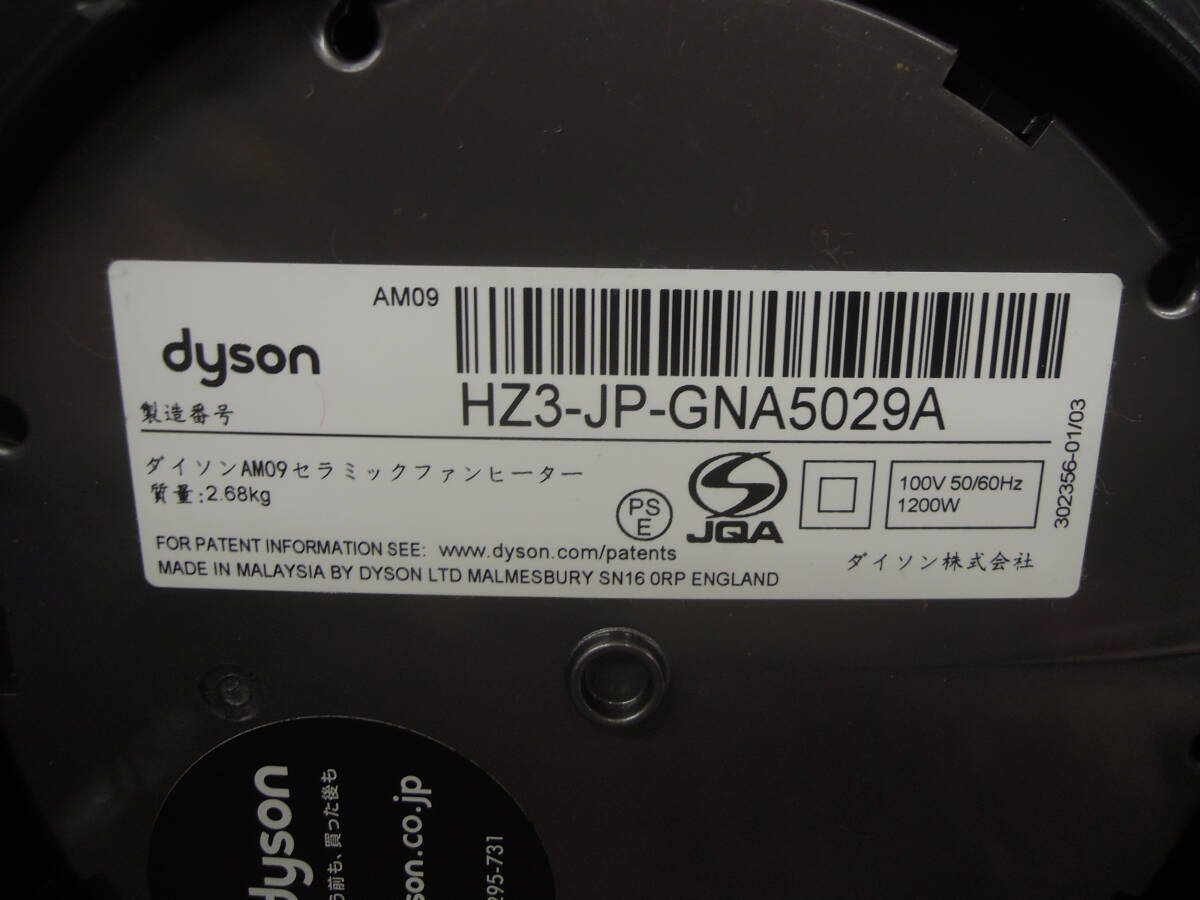 AM09
dyson
製造番号
HZ3-JP-GNA5029A
ダイソンAM09セラミックファンヒーター
質量:2.68kg
PS
E
JQA
100V 50/60Hz
1200W
302356-01/03
FOR PATENT INFORMATION SEE: www.dyson.com/patents
MADE IN MALAYSIA BY DYSON LTD MALMESBURY SN16 0RP ENGLAND
ダイソン株式会社
dyson
う前も、買った後も
son.co.jp
295-731